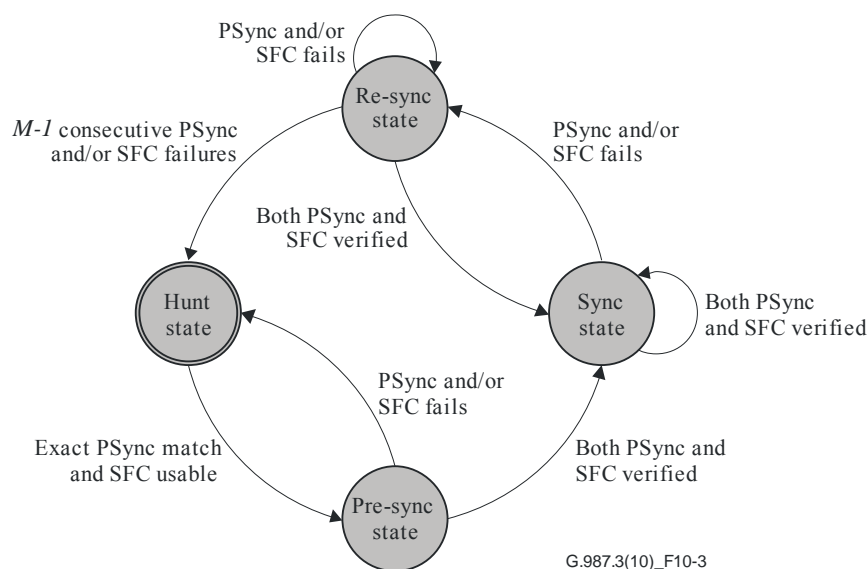 PSync and/or
SFC fails
Re-sync
state
M-1 consecutive PSync
and/or SFC failures
PSync and/or
SFC fails
Both PSync and
SFC verified
Hunt
state
Sync
state
Both PSync
and SFC verified
PSync and/or
SFC fails
Exact PSync match
and SFC usable
Both PSync and
SFC verified
Pre-sync
state
G.987.3(10)_F10-3